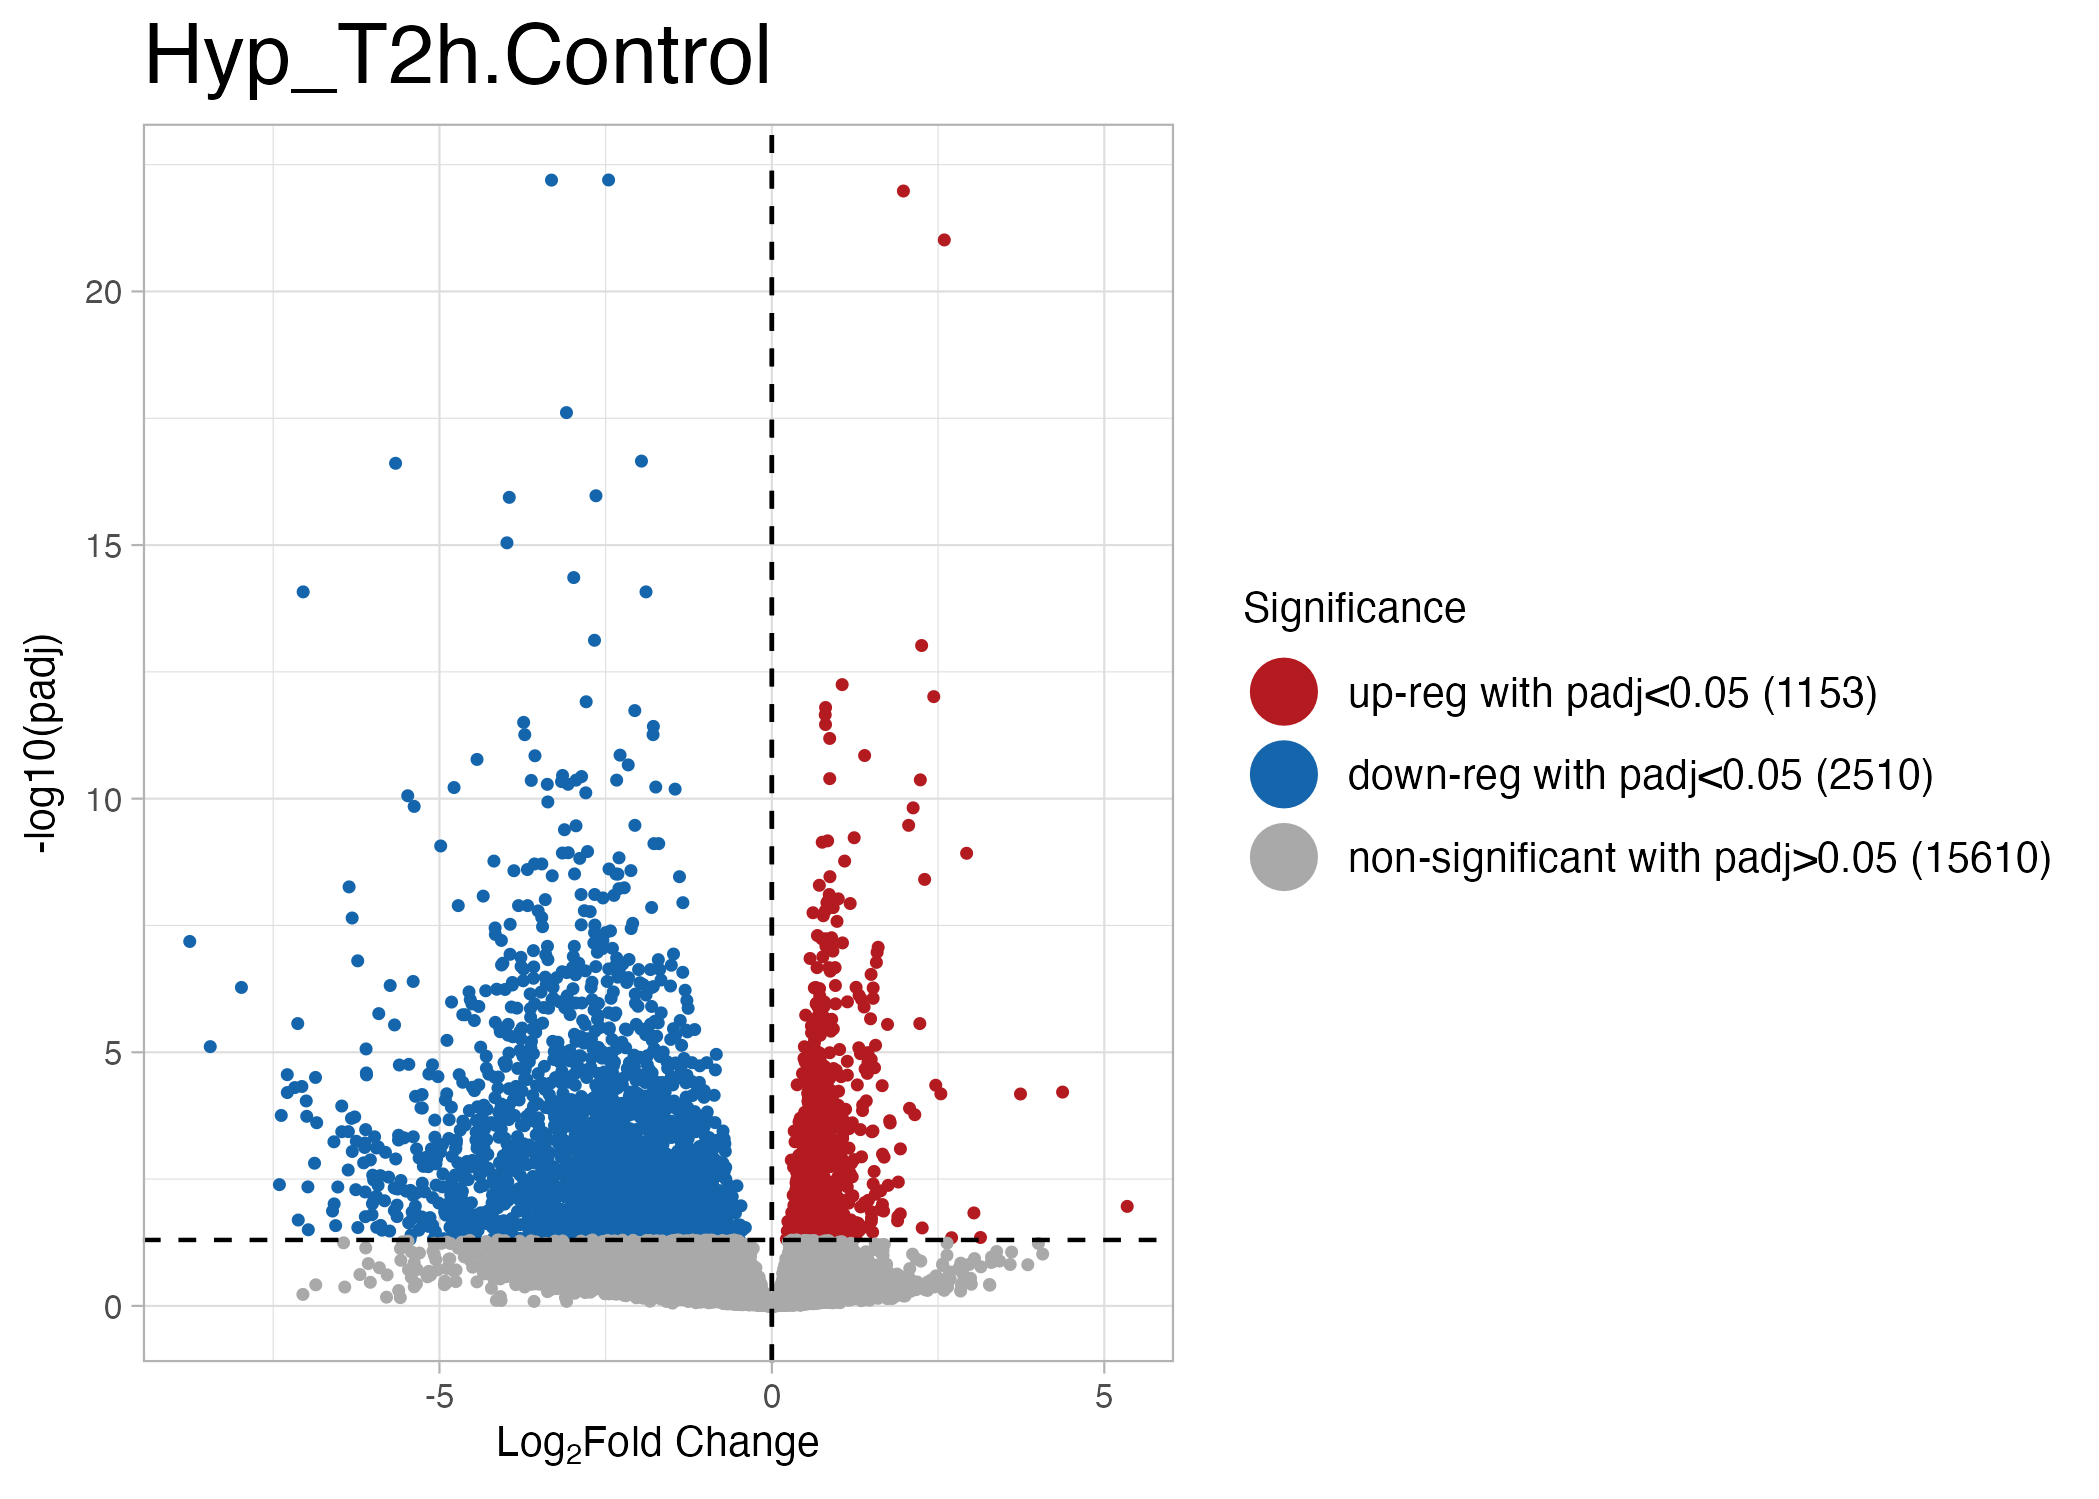 Hyp_T2h.Control
-log10(padj)
20
15
10
5
0
-5
0
5
Log₂Fold Change
Significance
up-reg with padj<0.05 (1153)
down-reg with padj<0.05 (2510)
non-significant with padj>0.05 (15610)